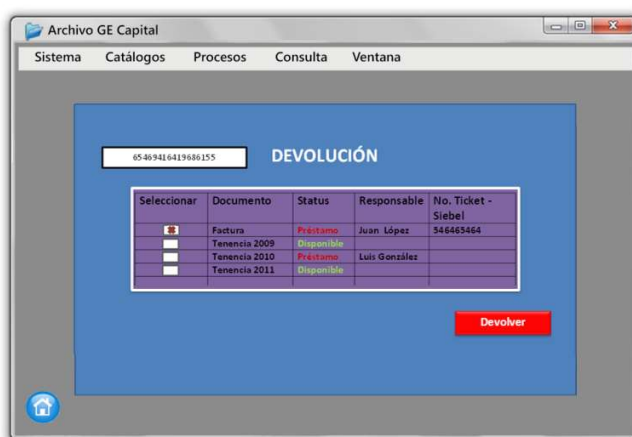 Archivo GE Capital
Sistema Catálogos Procesos Consulta Ventana
65469416419686155 DEVOLUCIÓN
Seleccionar Documento Status Responsable No. Ticket - Siebel
Factura Préstamo Juan López 546465464
Tenencia 2009 Disponible
Tenencia 2010 Préstamo Luis González
Tenencia 2011 Disponible
Devolver